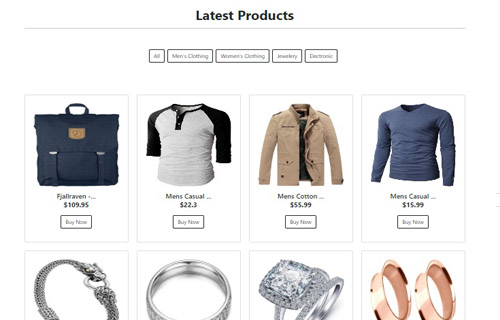 Latest Products
All
Men's Clothing
Women's Clothing
Jewelery
Electronic
Fjallraven -...
$109.95
Buy Now
Mens Casual ...
$22.3
Buy Now
Mens Cotton ...
$55.99
Buy Now
Mens Casual ...
$15.99
Buy Now